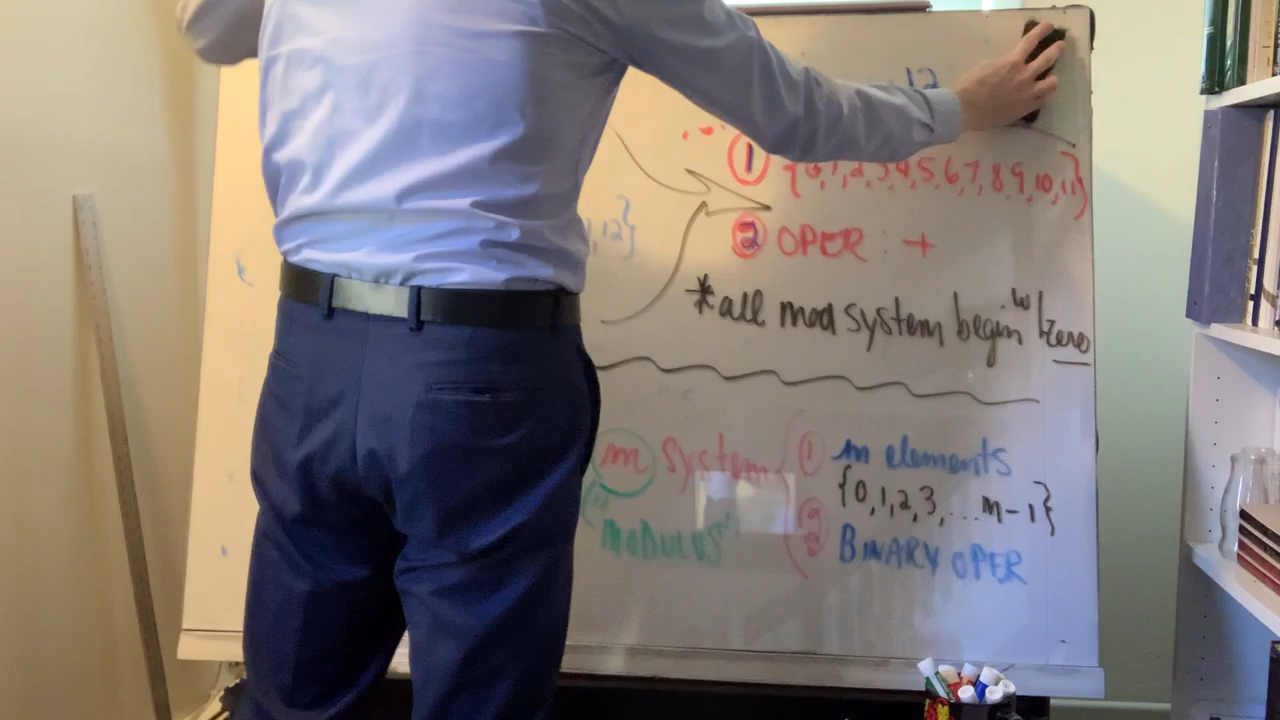 12
① {0,1,2,3,4,5,6,7,8,9,10,11}
,12}
② OPER : +
*all mod system begin w/ zero
m system ① m elements
{0,1,2,3,...m-1}
"MODULUS" ② BINARY OPER